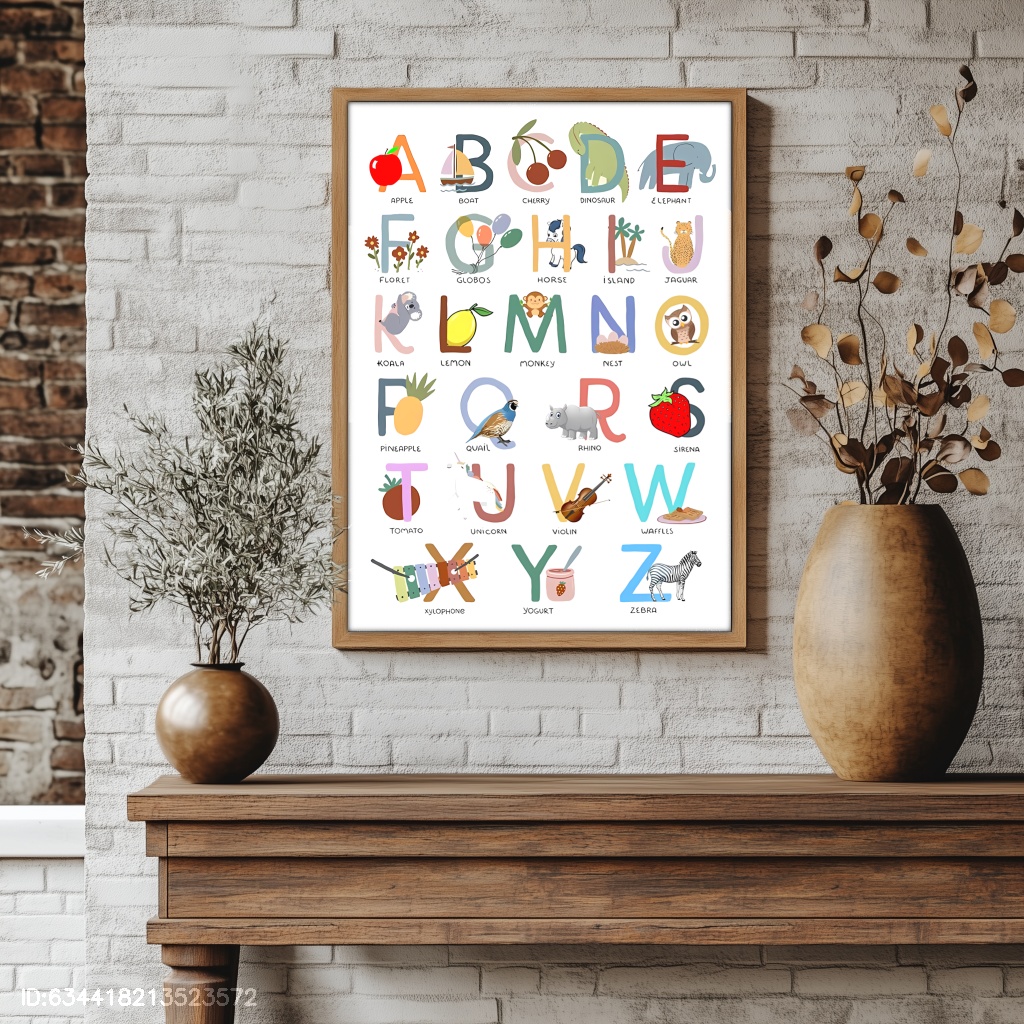 A B C D E
APPLE BOAT CHERRY DINOSAUR ELEPHANT
F G H I J
FLORET GLOBOS HORSE ISLAND JAGUAR
K L M N O
KOALA LEMON MONKEY NEST OWL
P Q R S
PINEAPPLE QUAIL RHINO SIRENA
T U V W
TOMATO UNICORN VIOLIN WAFFLES
X Y Z
XYLOPHONE YOGURT ZEBRA
ID:634418213523572